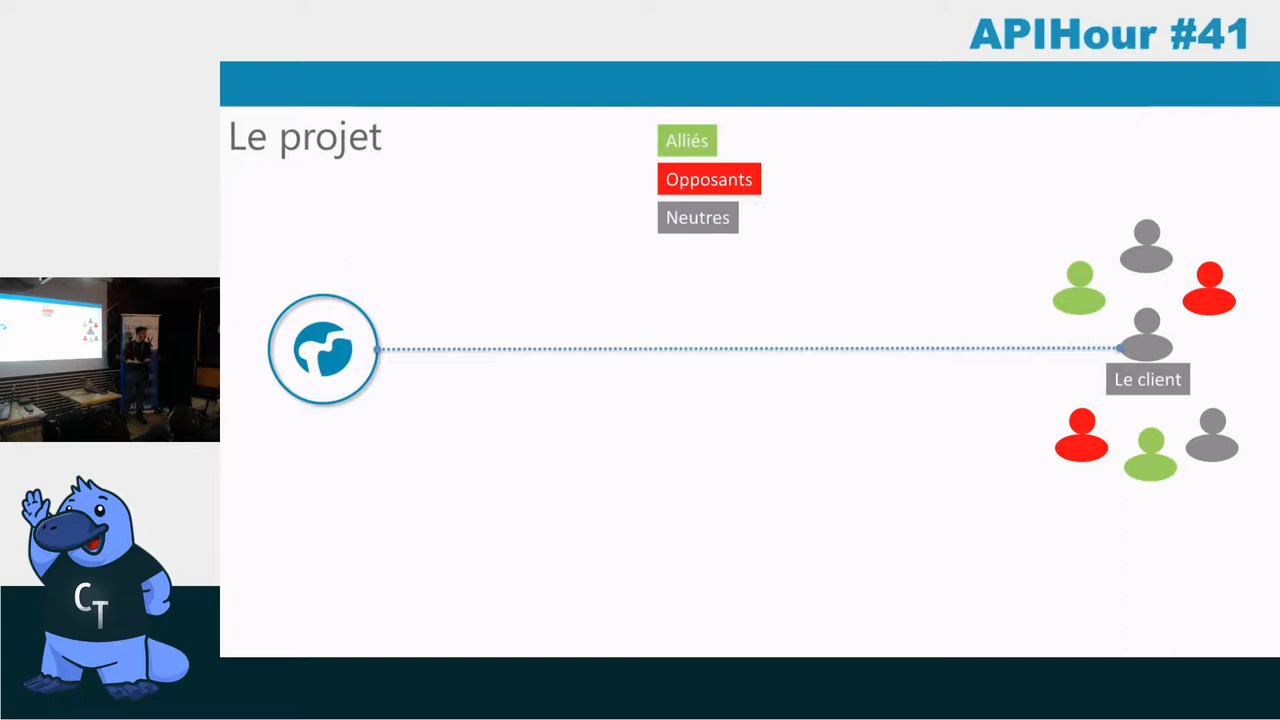 APIHour #41
Le projet
Alliés
Opposants
Neutres
Le client
CT